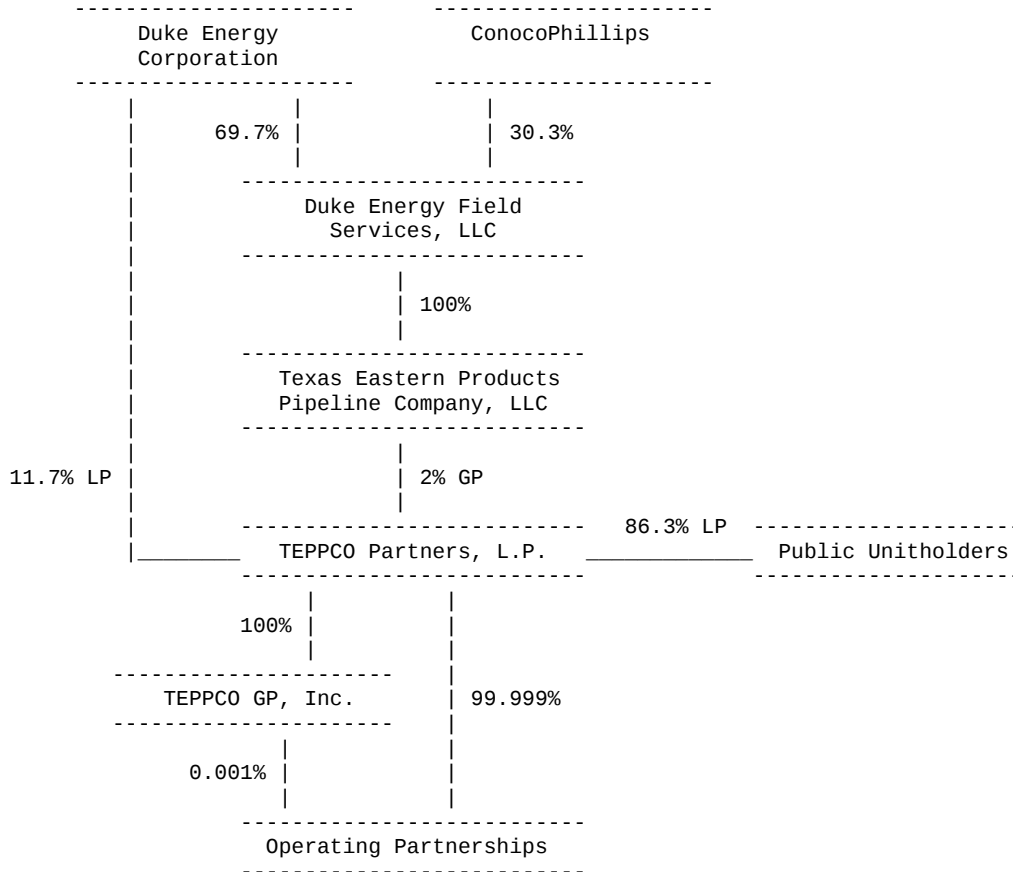 Duke Energy
Corporation
ConocoPhillips
69.7%
30.3%
Duke Energy Field
Services, LLC
100%
Texas Eastern Products
Pipeline Company, LLC
11.7% LP
2% GP
86.3% LP
TEPPCO Partners, L.P.
Public Unitholders
100%
TEPPCO GP, Inc.
99.999%
0.001%
Operating Partnerships